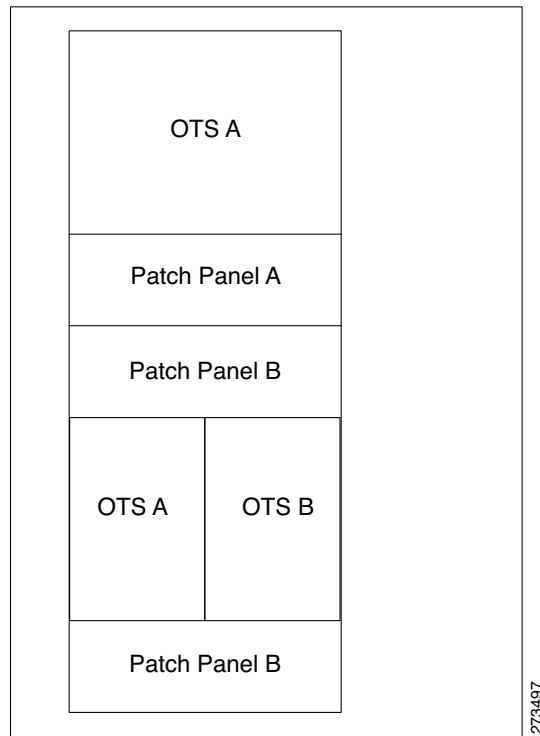 OTS A
Patch Panel A
Patch Panel B
OTS A
OTS B
Patch Panel B
273497